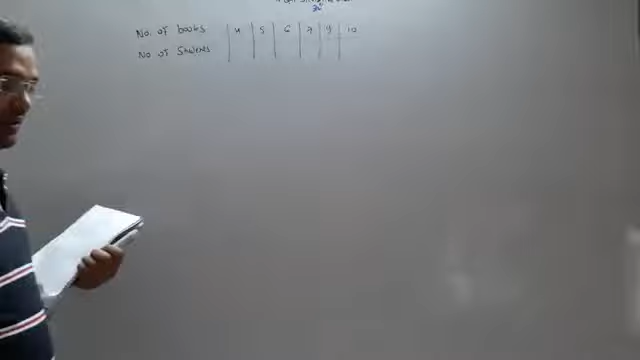 No. of books | 4 | 5 | 6 | 7 | 9 | 10
No of Students | | | | | |